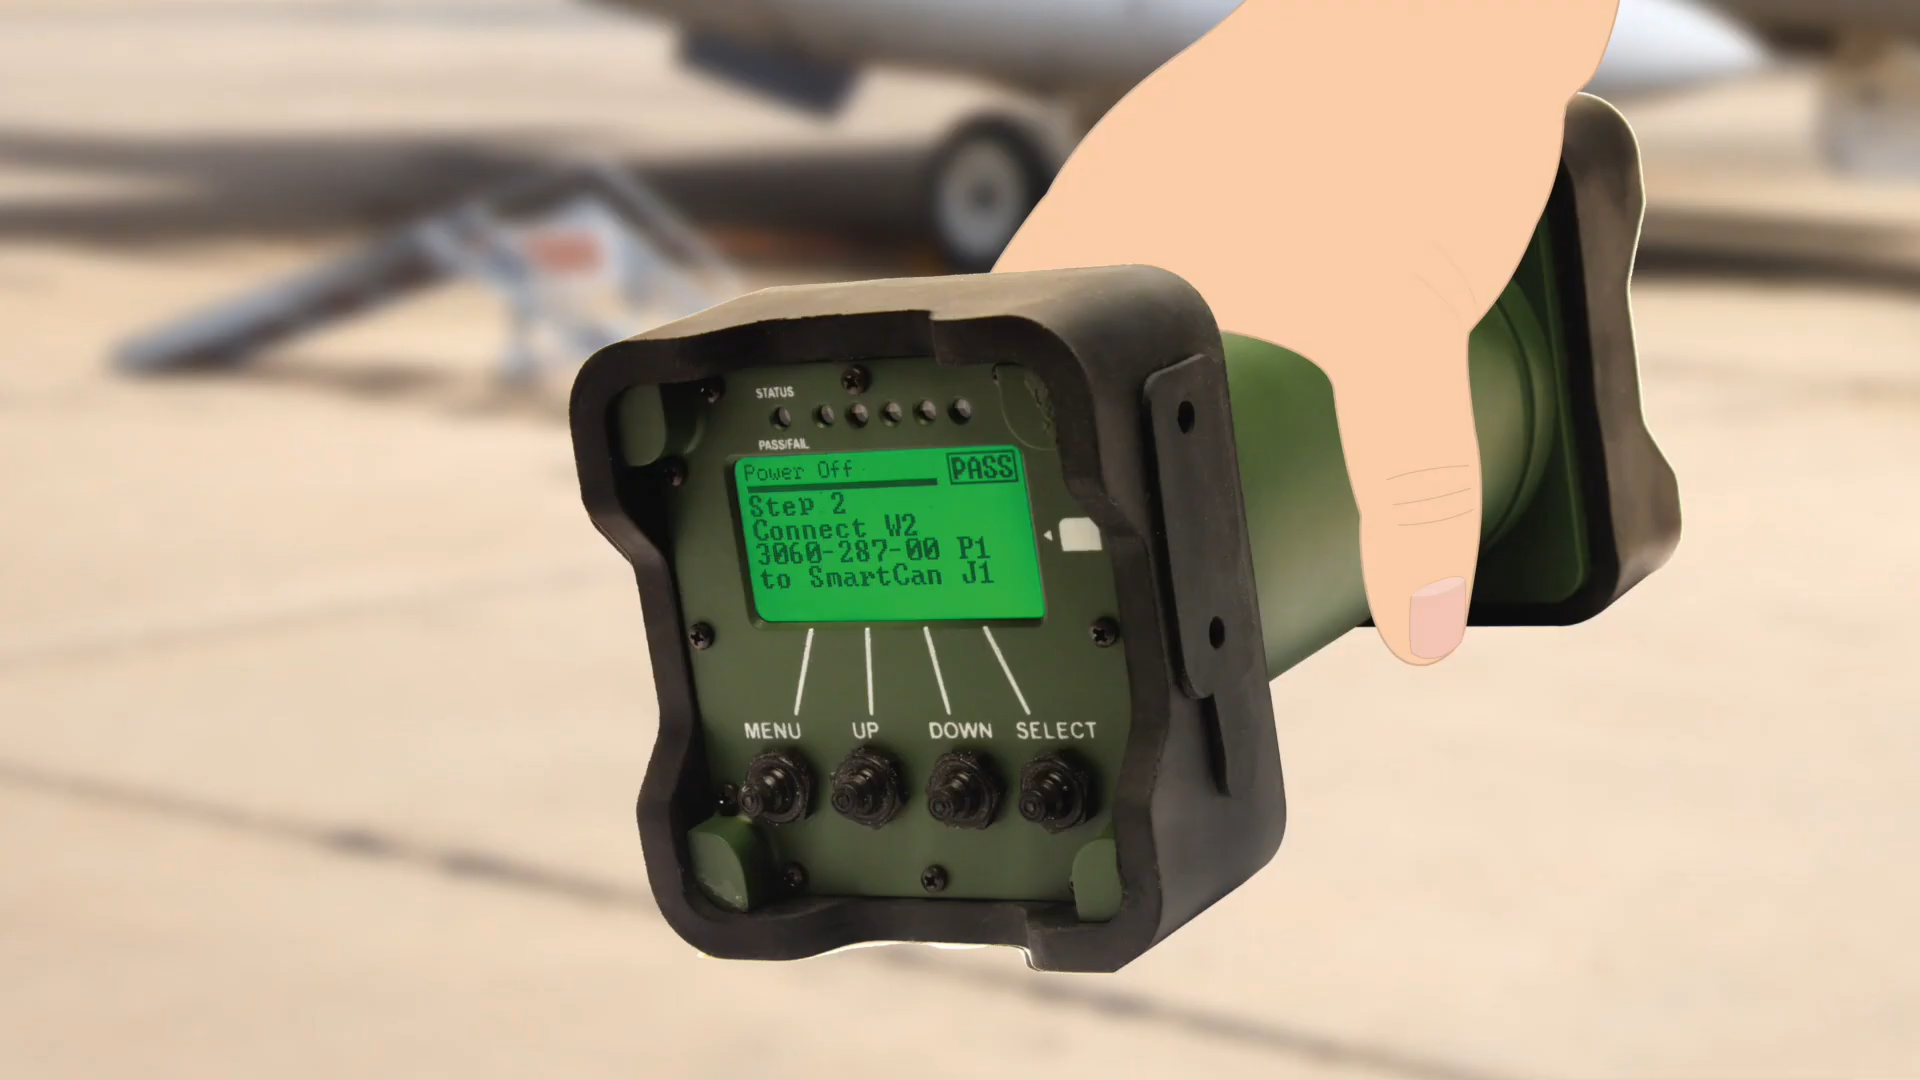 STATUS
PASS/FAIL
Power Off PASS
Step 2
Connect W2
3060-287-00 P1
to SmartCan J1
MENU UP DOWN SELECT